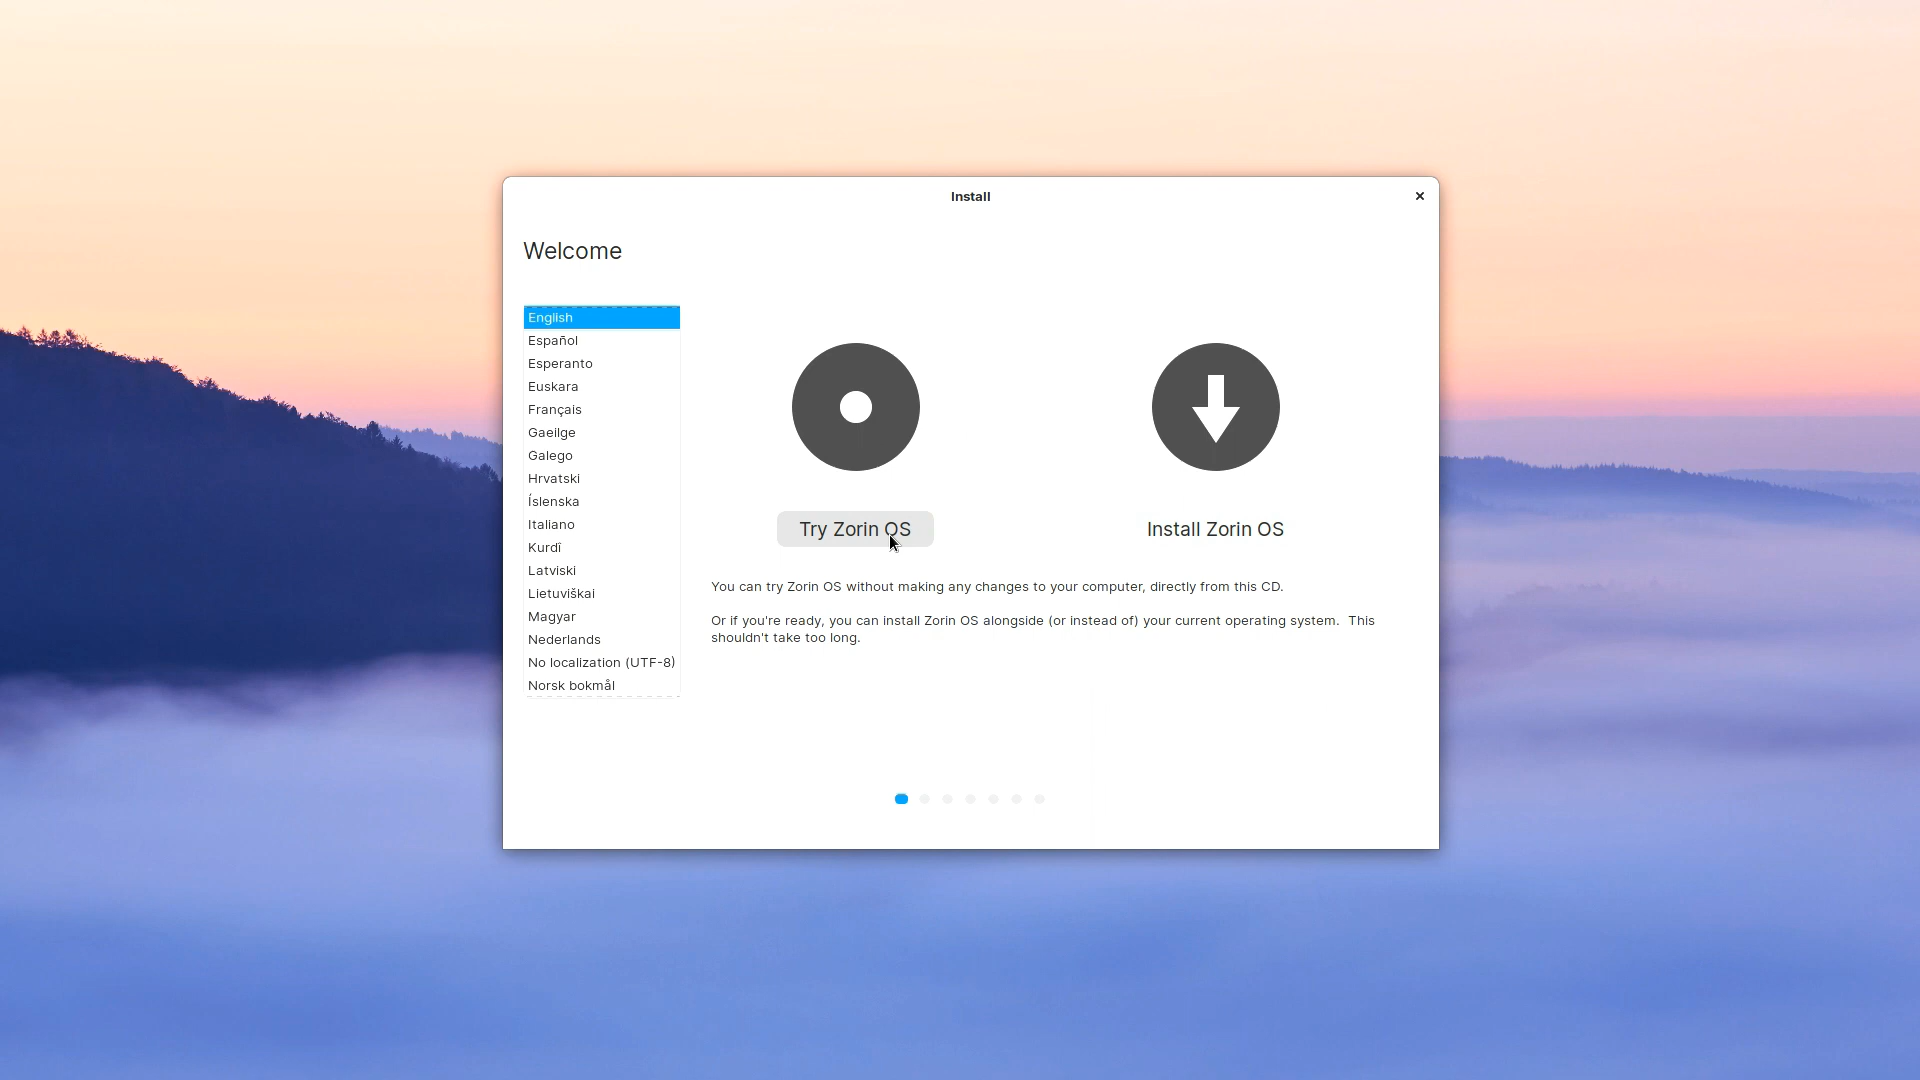 Install
Welcome
English
Español
Esperanto
Euskara
Français
Gaeilge
Galego
Hrvatski
Íslenska
Italiano
Kurdî
Latviski
Lietuviškai
Magyar
Nederlands
No localization (UTF-8)
Norsk bokmål
Try Zorin OS
Install Zorin OS
You can try Zorin OS without making any changes to your computer, directly from this CD.
Or if you're ready, you can install Zorin OS alongside (or instead of) your current operating system.  This
shouldn't take too long.